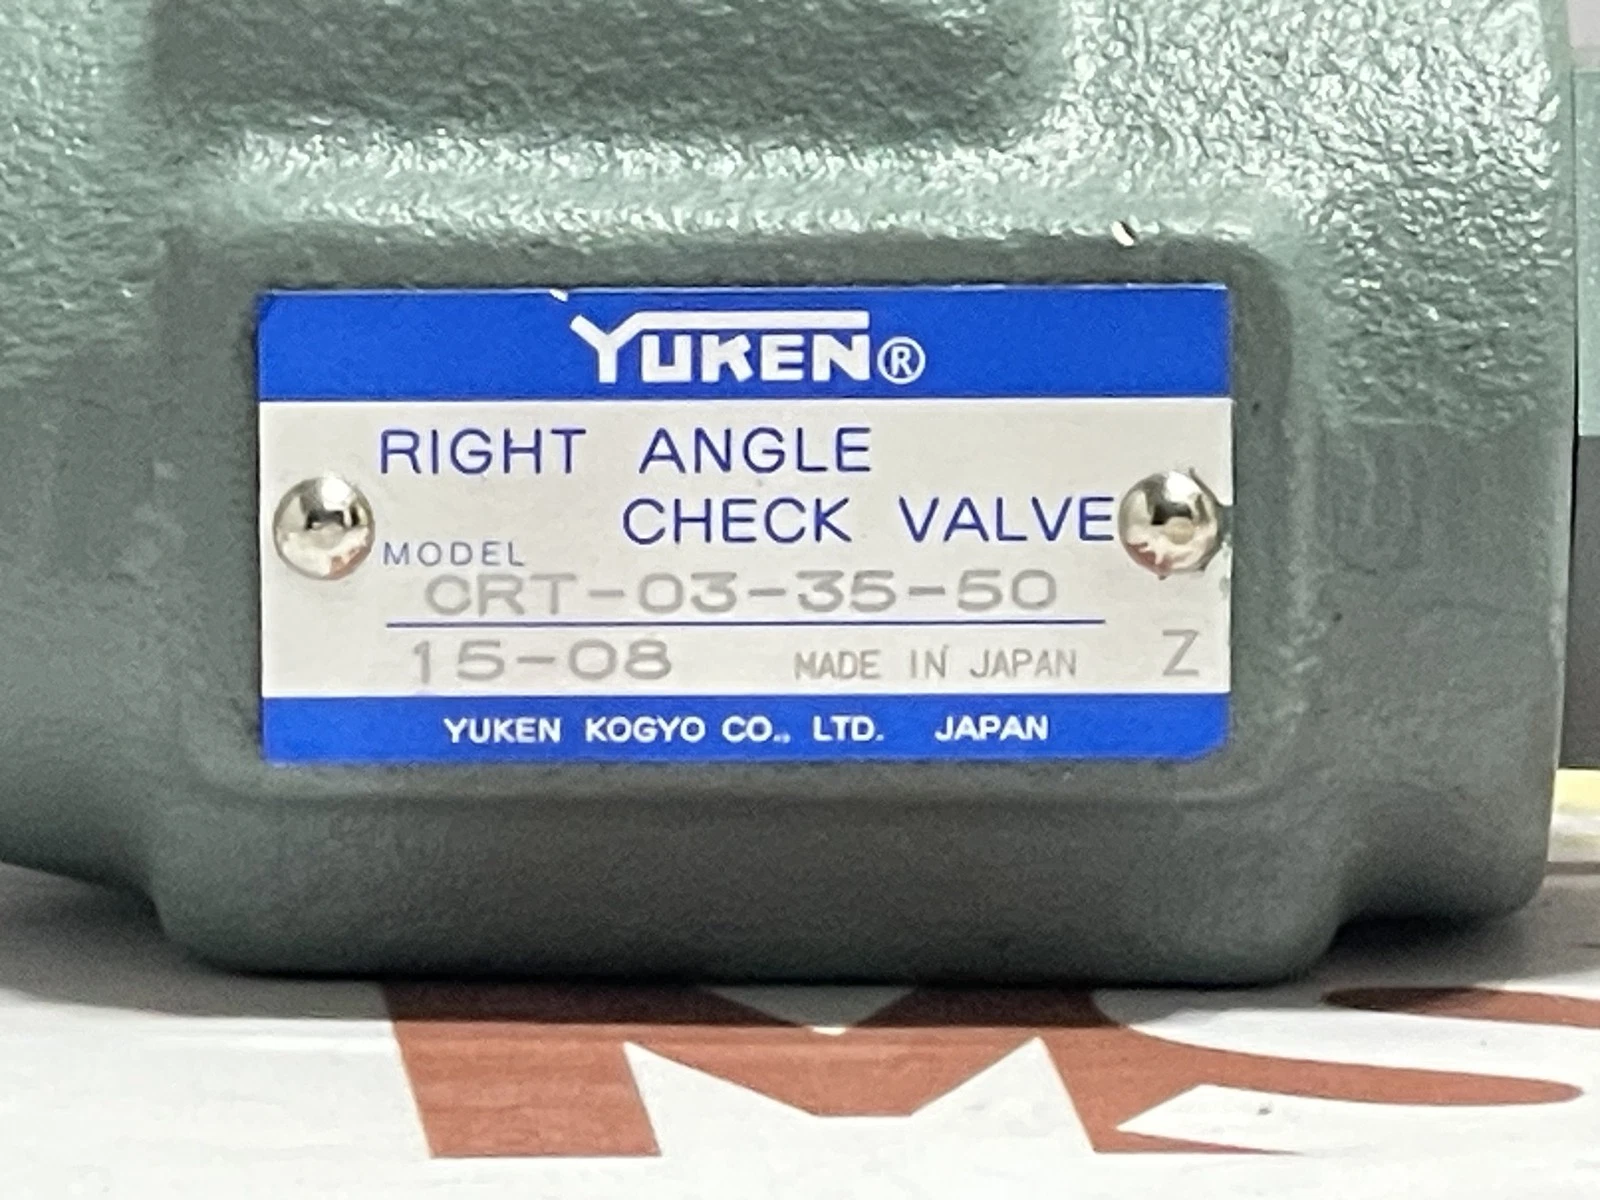 YUKEN®
RIGHT ANGLE
CHECK VALVE
MODEL
CRT-03-35-50
15-08 MADE IN JAPAN Z
YUKEN KOGYO CO., LTD. JAPAN